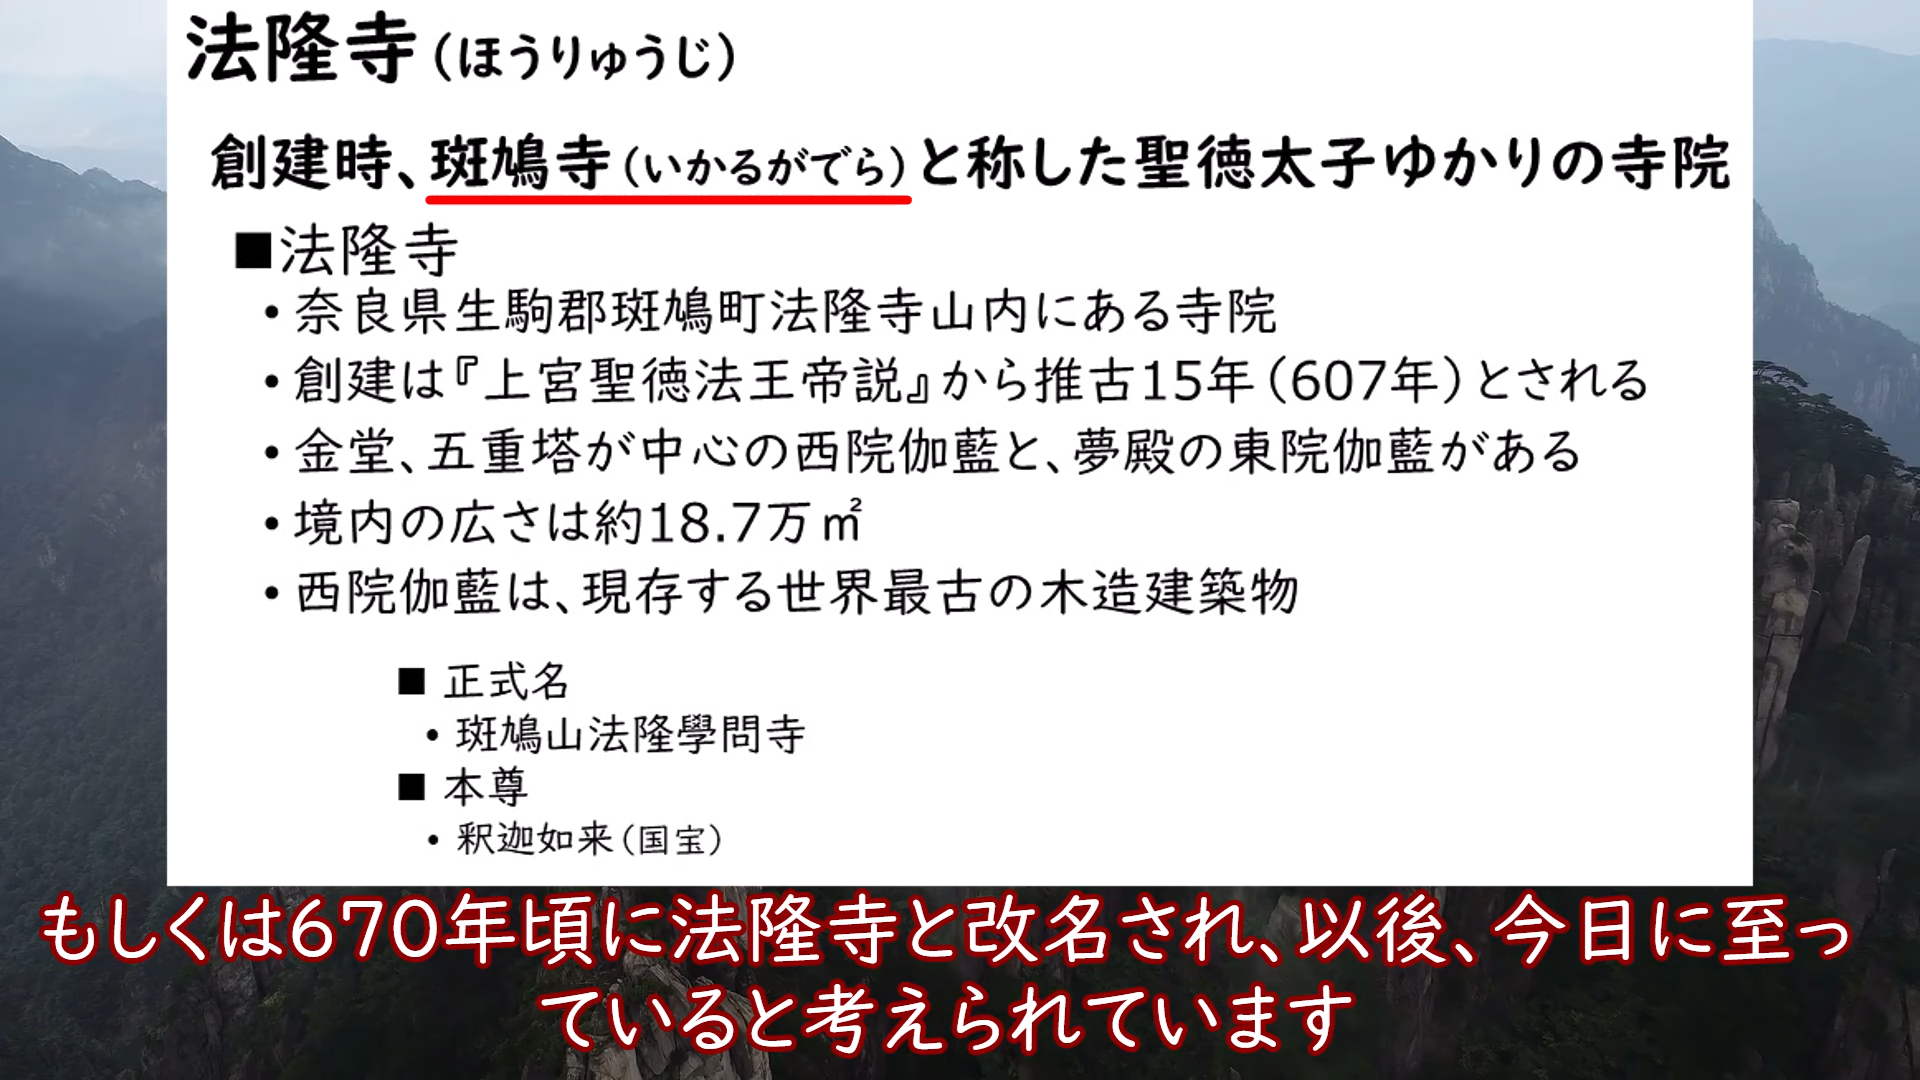 法隆寺（ほうりゅうじ）
創建時、斑鳩寺（いかるがでら）と称した聖徳太子ゆかりの寺院
■法隆寺
・奈良県生駒郡斑鳩町法隆寺山内にある寺院
・創建は『上宮聖徳法王帝説』から推古15年（607年）とされる
・金堂、五重塔が中心の西院伽藍と、夢殿の東院伽藍がある
・境内の広さは約18.7万㎡
・西院伽藍は、現存する世界最古の木造建築物
■ 正式名
・斑鳩山法隆學問寺
■ 本尊
・釈迦如来（国宝）
もしくは670年頃に法隆寺と改名され、以後、今日に至っ
ていると考えられています